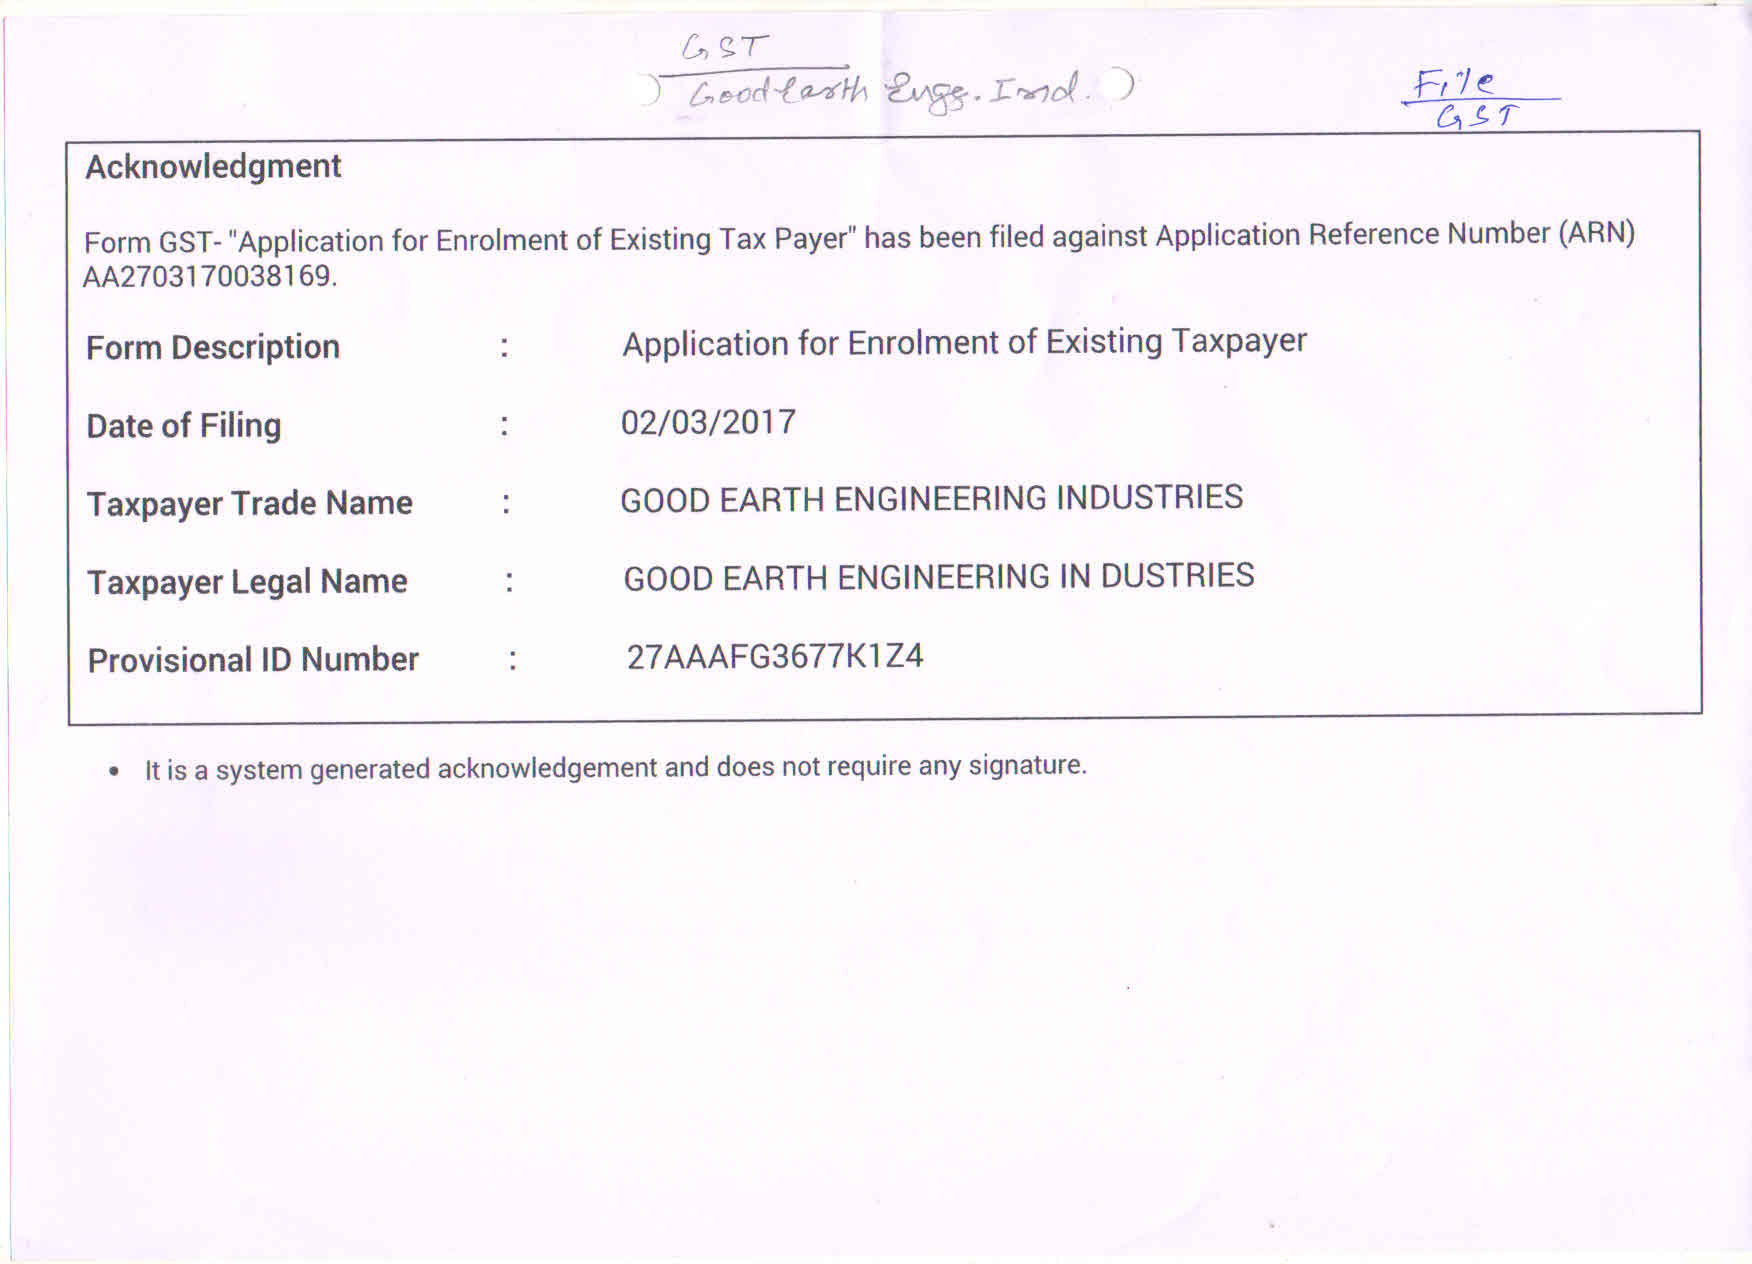 GST
Good Earth Engg. Ind.
File
GST
Acknowledgment
Form GST- "Application for Enrolment of Existing Tax Payer" has been filed against Application Reference Number (ARN)
AA2703170038169.
Form Description : Application for Enrolment of Existing Taxpayer
Date of Filing : 02/03/2017
Taxpayer Trade Name : GOOD EARTH ENGINEERING INDUSTRIES
Taxpayer Legal Name : GOOD EARTH ENGINEERING IN DUSTRIES
Provisional ID Number : 27AAAFG3677K1Z4
• It is a system generated acknowledgement and does not require any signature.